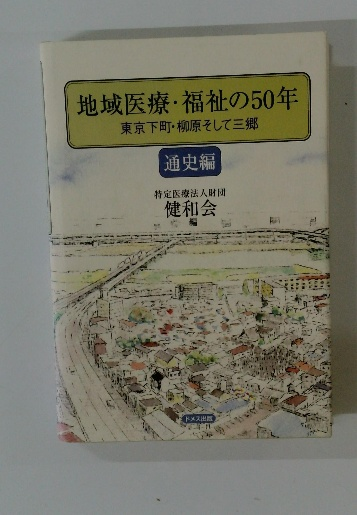 地域医療・福祉の50年
東京下町・柳原そして三郷
通史編
特定医療法人財団
健和会
編
ドメス出版